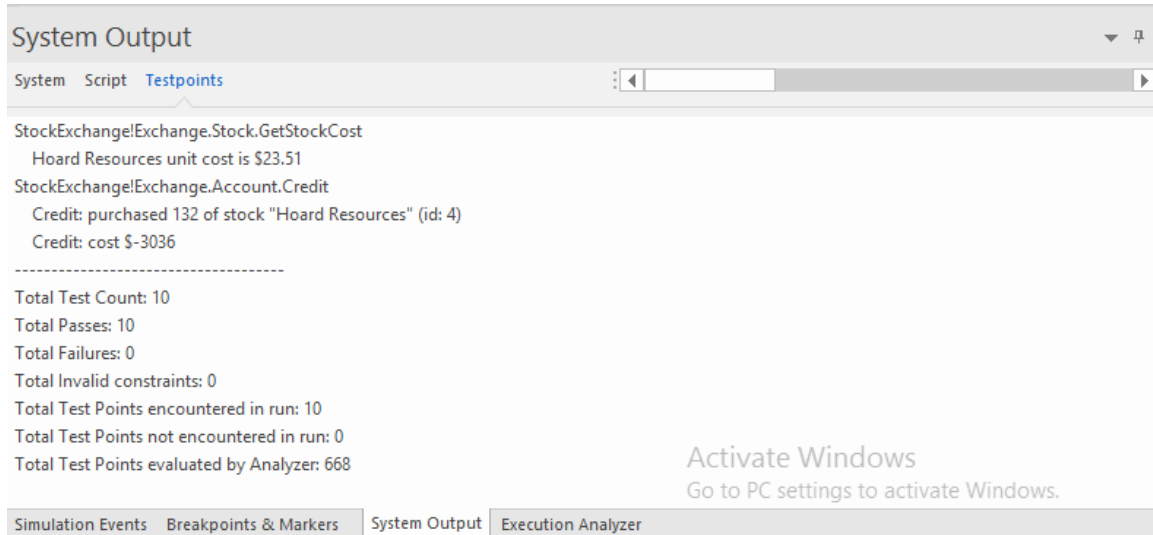 System Output
System Script Testpoints
StockExchange!Exchange.Stock.GetStockCost
Hoard Resources unit cost is $23.51
StockExchange!Exchange.Account.Credit
Credit: purchased 132 of stock "Hoard Resources" (id: 4)
Credit: cost $-3036
-------------------------------------
Total Test Count: 10
Total Passes: 10
Total Failures: 0
Total Invalid constraints: 0
Total Test Points encountered in run: 10
Total Test Points not encountered in run: 0
Total Test Points evaluated by Analyzer: 668
Activate Windows
Go to PC settings to activate Windows.
Simulation Events Breakpoints & Markers System Output Execution Analyzer